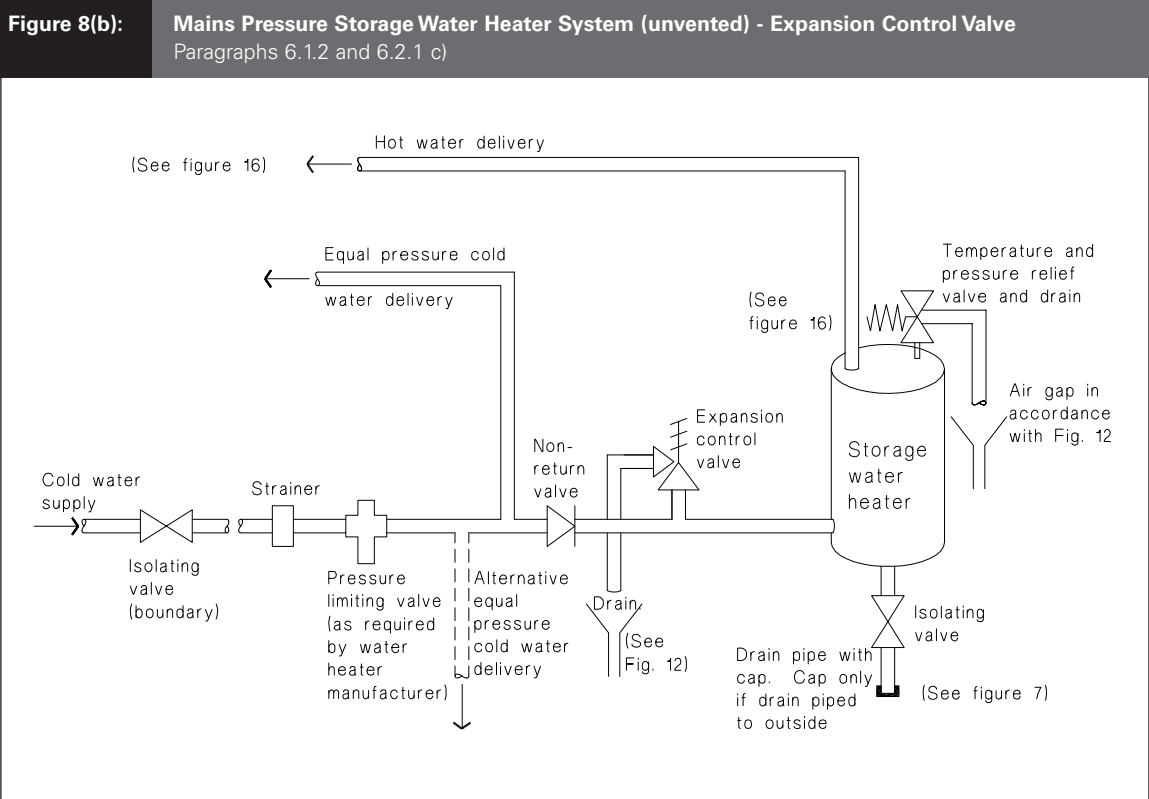 Figure 8(b):
Mains Pressure Storage Water Heater System (unvented) - Expansion Control Valve
Paragraphs 6.1.2 and 6.2.1 c)
Hot water delivery
(See figure 16)
Equal pressure cold
water delivery
Temperature and
pressure relief
valve and drain
(See
figure 16)
Air gap in
accordance
with Fig. 12
Expansion
control
valve
Non-
return
valve
Storage
water
heater
Cold water
supply
Strainer
Isolating
valve
(boundary)
Pressure
limiting valve
(as required
by water
heater
manufacturer)
Alternative
equal
pressure
cold water
delivery
Drain
(See
Fig. 12)
Isolating
valve
Drain pipe with
cap. Cap only
if drain piped
to outside
(See figure 7)